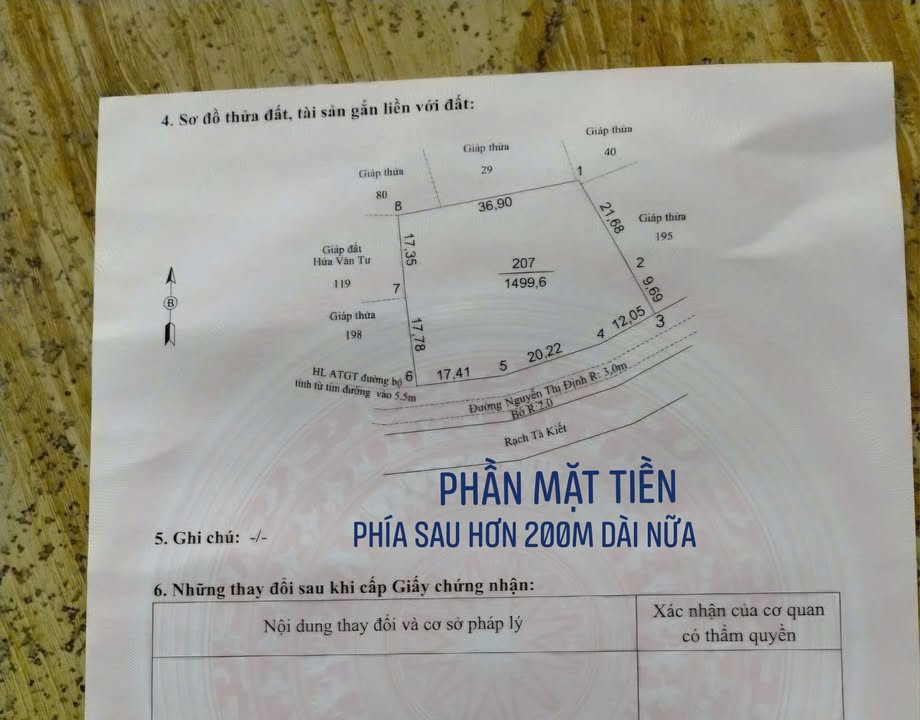 4. Sơ đồ thửa đất, tài sản gắn liền với đất:
Giáp thửa
40
Giáp thửa
29
Giáp thửa
80
8
1
36,90
21,68
Giáp thửa
195
17,35
Giáp đất
Hứa Văn Tư
119
207
1499,6
2
9,69
7
B
Giáp thửa
198
17,78
12,05
3
4
20,22
5
17,41
6
HL ATGT đường bộ
tính từ tim đường vào 5.5m
Đường Nguyễn Thị Định R: 3.0m
Bờ R:2.0
Rạch Tà Kiết
PHẦN MẶT TIỀN
PHÍA SAU HƠN 200M DÀI NỮA
5. Ghi chú: -/-
6. Những thay đổi sau khi cấp Giấy chứng nhận:
Nội dung thay đổi và cơ sở pháp lý
Xác nhận của cơ quan
có thẩm quyền